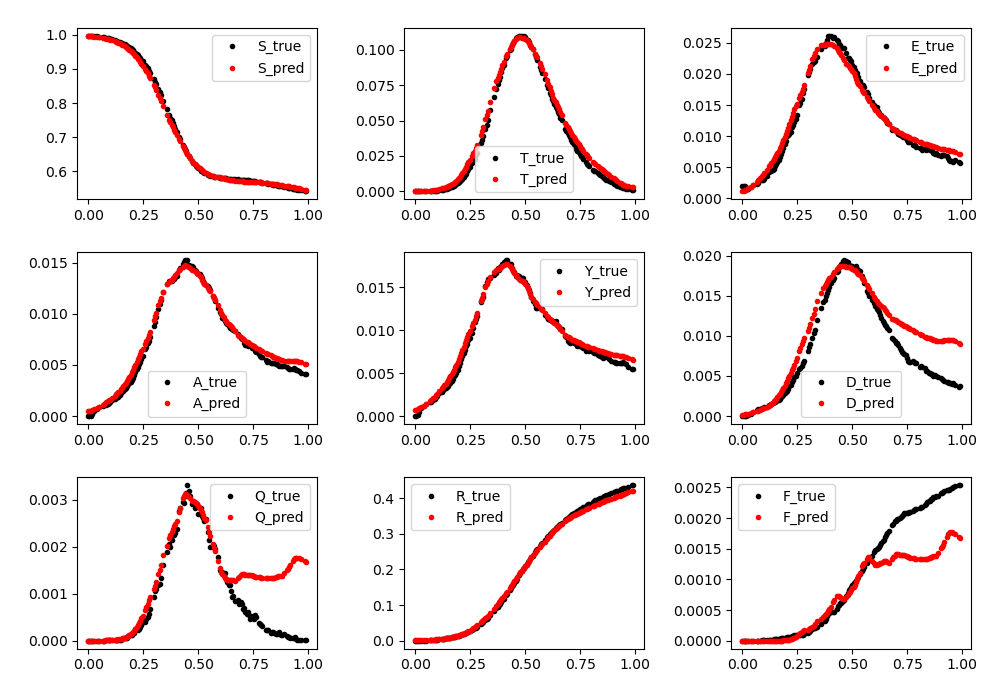 1.0
0.9
0.8
0.7
0.6
S_true
S_pred
0.00 0.25 0.50 0.75 1.00
0.100
0.075
0.050
0.025
0.000
T_true
T_pred
0.00 0.25 0.50 0.75 1.00
0.025
0.020
0.015
0.010
0.005
0.000
E_true
E_pred
0.00 0.25 0.50 0.75 1.00
0.015
0.010
0.005
0.000
A_true
A_pred
0.00 0.25 0.50 0.75 1.00
0.015
0.010
0.005
0.000
Y_true
Y_pred
0.00 0.25 0.50 0.75 1.00
0.020
0.015
0.010
0.005
0.000
D_true
D_pred
0.00 0.25 0.50 0.75 1.00
0.003
0.002
0.001
0.000
Q_true
Q_pred
0.00 0.25 0.50 0.75 1.00
0.4
0.3
0.2
0.1
0.0
R_true
R_pred
0.00 0.25 0.50 0.75 1.00
0.0025
0.0020
0.0015
0.0010
0.0005
0.0000
F_true
F_pred
0.00 0.25 0.50 0.75 1.00